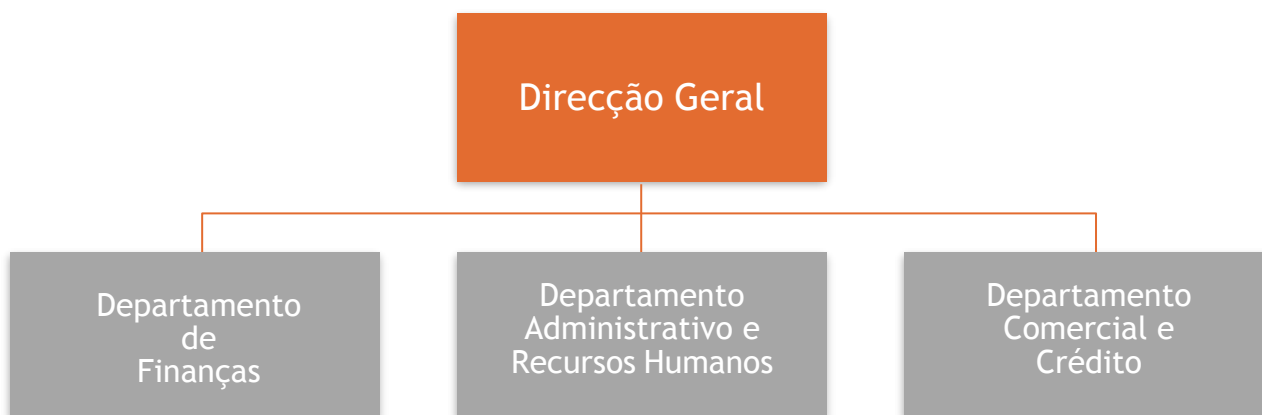 Direcção Geral
Departamento
de
Finanças
Departamento
Administrativo e
Recursos Humanos
Departamento
Comercial e
Crédito